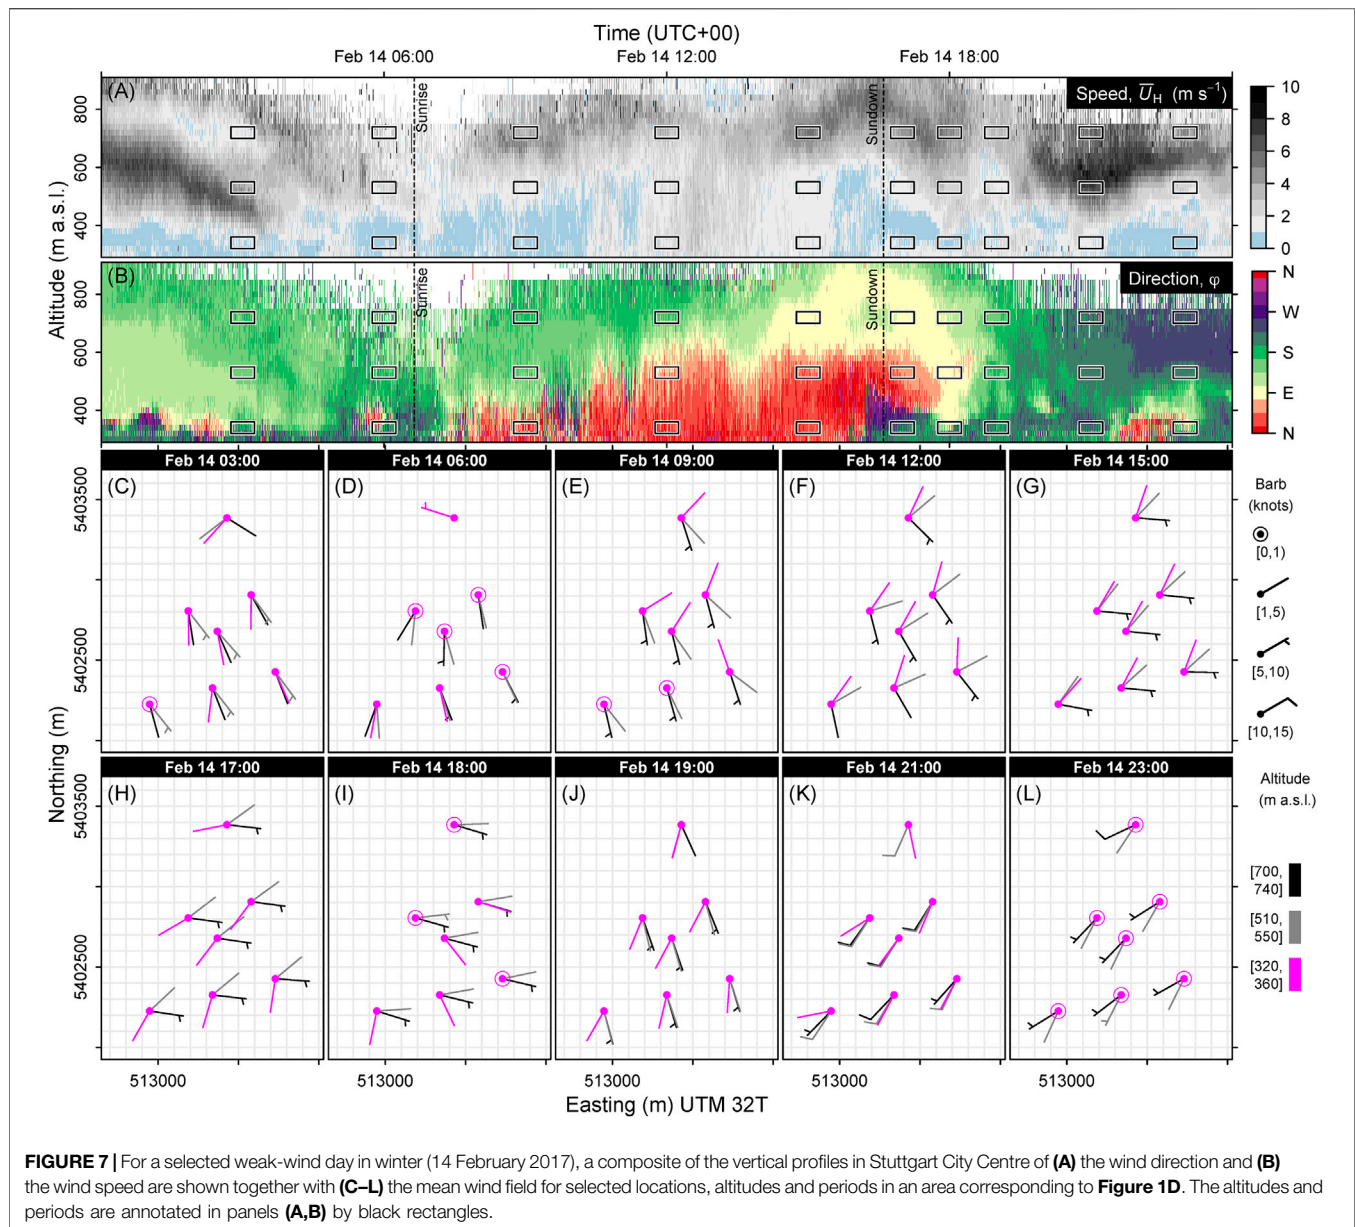 Time (UTC+00)
Feb 14 06:00 Feb 14 12:00 Feb 14 18:00
(A) Sunrise Sundown Speed, U̅H (m s⁻¹)
800
600
400
10
8
6
4
2
0
Altitude (m a.s.l.)
(B) Sunrise Sundown Direction, φ
800
600
400
N
W
S
E
N
Feb 14 03:00 Feb 14 06:00 Feb 14 09:00 Feb 14 12:00 Feb 14 15:00
(C) (D) (E) (F) (G)
5403500
5402500
Barb
(knots)
[0,1)
[1,5)
[5,10)
[10,15)
Northing (m)
Feb 14 17:00 Feb 14 18:00 Feb 14 19:00 Feb 14 21:00 Feb 14 23:00
(H) (I) (J) (K) (L)
5403500
5402500
Altitude
(m a.s.l.)
[700,
740]
[510,
550]
[320,
360]
513000 513000 513000 513000 513000
Easting (m) UTM 32T
FIGURE 7 | For a selected weak-wind day in winter (14 February 2017), a composite of the vertical profiles in Stuttgart City Centre of (A) the wind direction and (B)
the wind speed are shown together with (C–L) the mean wind field for selected locations, altitudes and periods in an area corresponding to Figure 1D. The altitudes and
periods are annotated in panels (A,B) by black rectangles.